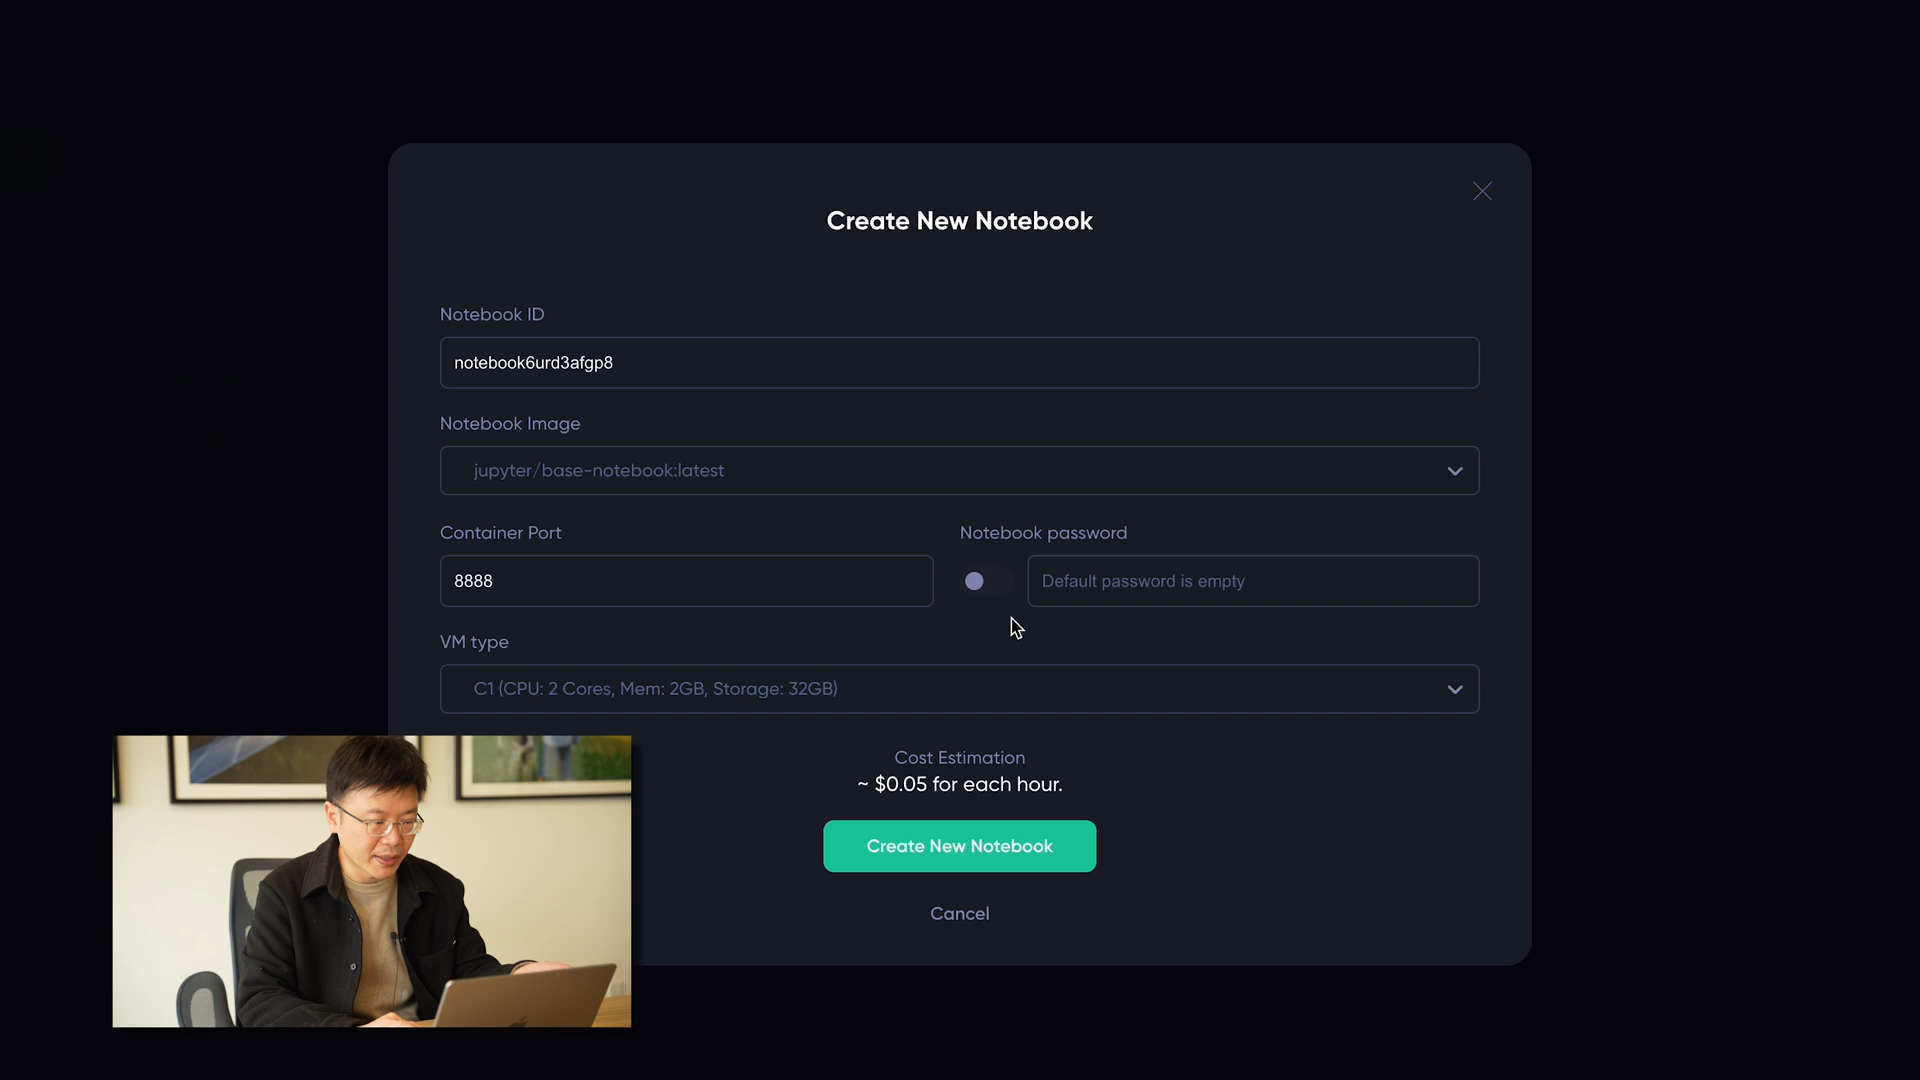 Create New Notebook
Notebook ID
notebook6urd3afgp8
Notebook Image
jupyter/base-notebook:latest
Container Port
Notebook password
8888
Default password is empty
VM type
C1 (CPU: 2 Cores, Mem: 2GB, Storage: 32GB)
Cost Estimation
~ $0.05 for each hour.
Create New Notebook
Cancel